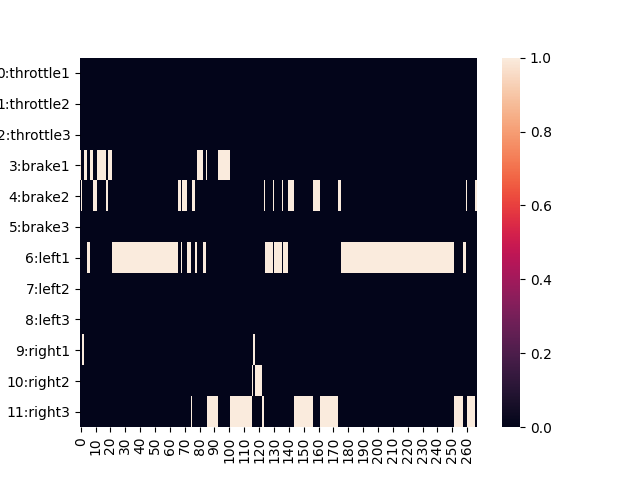 0:throttle1
1:throttle2
2:throttle3
3:brake1
4:brake2
5:brake3
6:left1
7:left2
8:left3
9:right1
10:right2
11:right3
0 10 20 30 40 50 60 70 80 90 100 110 120 130 140 150 160 170 180 190 200 210 220 230 240 250 260
1.0
0.8
0.6
0.4
0.2
0.0